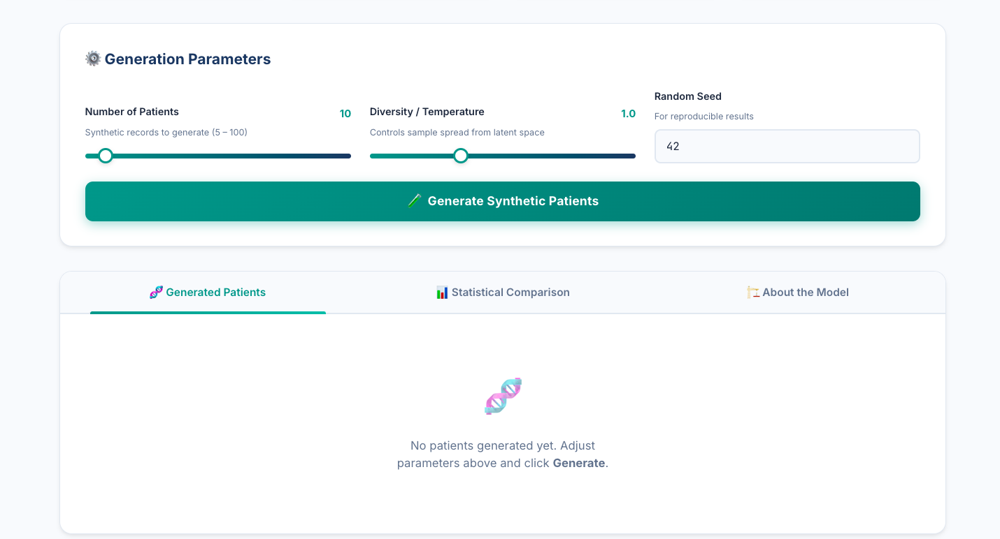 Generation Parameters
Number of Patients
10
Synthetic records to generate (5 – 100)
Diversity / Temperature
1.0
Controls sample spread from latent space
Random Seed
For reproducible results
42
Generate Synthetic Patients
Generated Patients
Statistical Comparison
About the Model
No patients generated yet. Adjust
parameters above and click Generate.